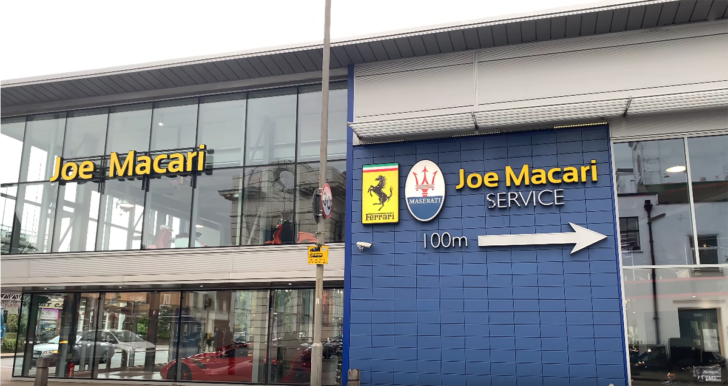 Joe Macari
Ferrari
MASERATI
Joe Macari
SERVICE
100m